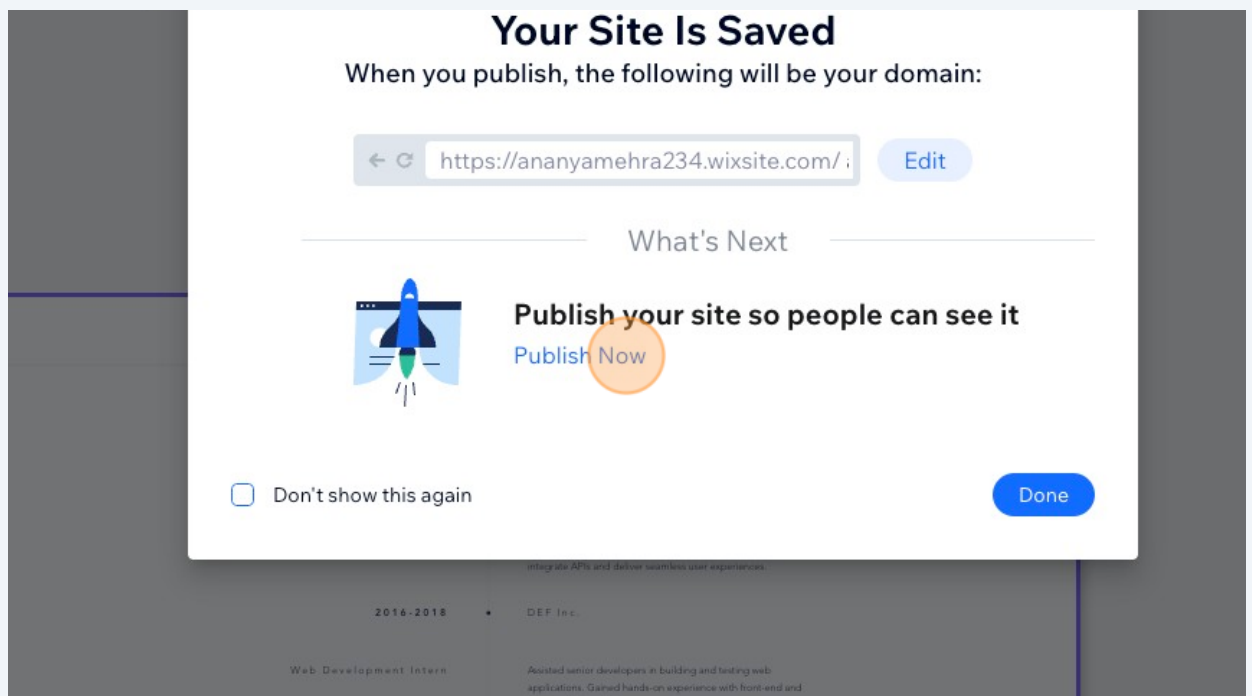 Your Site Is Saved
When you publish, the following will be your domain:
https://ananyamehra234.wixsite.com/
Edit
What's Next
Publish your site so people can see it
Publish Now
Don't show this again
Done
integrate APIs and deliver seamless user experiences.
2016-2018
DEF Inc.
Web Development Intern
Assisted senior developers in building and testing web
applications. Gained hands-on experience with front-end and